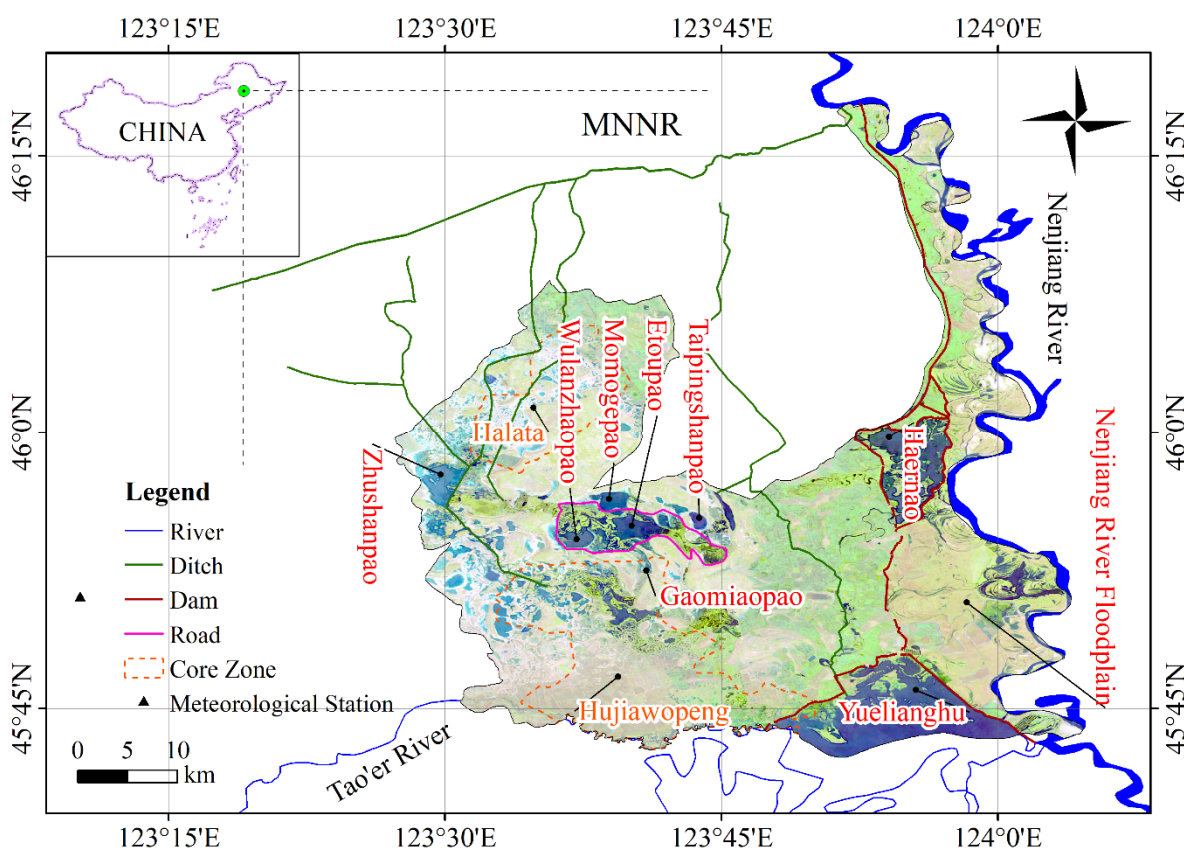 123°15'E
123°30'E
123°45'E
124°0'E
CHINA
MNNR
46°15'N
46°15'N
Nenjiang River
Nenjiang River
Wulanzhaopao
Momogepao
Etoupao
Taipingshanpao
Halata
46°0'N
46°0'N
Zhushanpao
Haernao
Nenjiang River Floodplain
Legend
River
Ditch
Dam
Road
Core Zone
Meteorological Station
Gaomiaopao
Hujiawopeng
Yuelianghu
45°45'N
45°45'N
0 5 10
km
Tao'er River
123°15'E
123°30'E
123°45'E
124°0'E